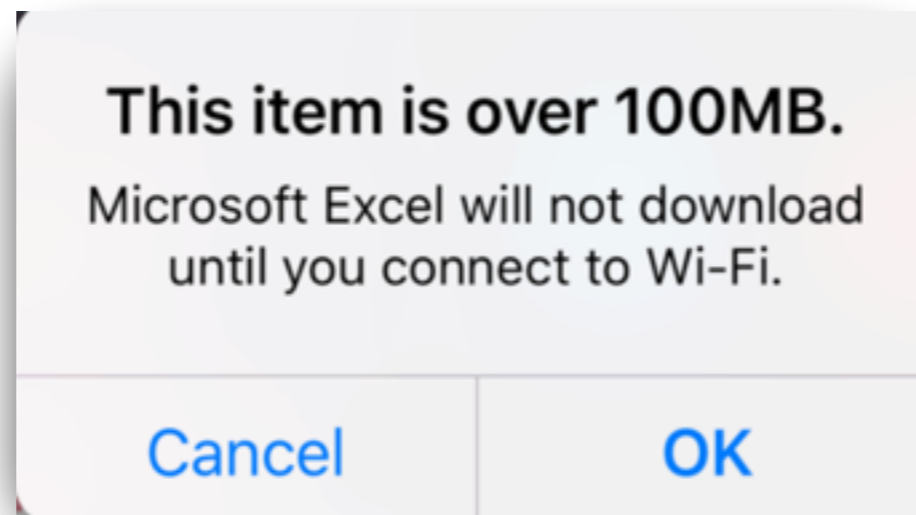 This item is over 100MB.
Microsoft Excel will not download
until you connect to Wi-Fi.
Cancel
OK